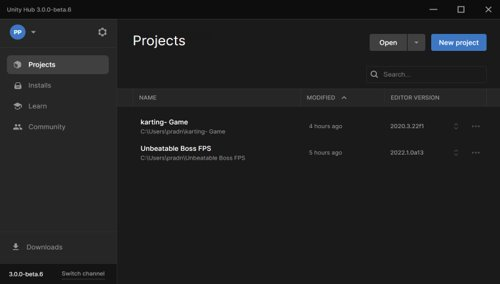 Unity Hub 3.0.0-beta.6
PP
Projects
Installs
Learn
Community
Downloads
3.0.0-beta.6 Switch channel
Projects
Open
New project
Search...
NAME MODIFIED EDITOR VERSION
karting- Game
C:\Users\pradn\karting- Game
4 hours ago
2020.3.22f1
Unbeatable Boss FPS
C:\Users\pradn\Unbeatable Boss FPS
5 hours ago
2022.1.0a13